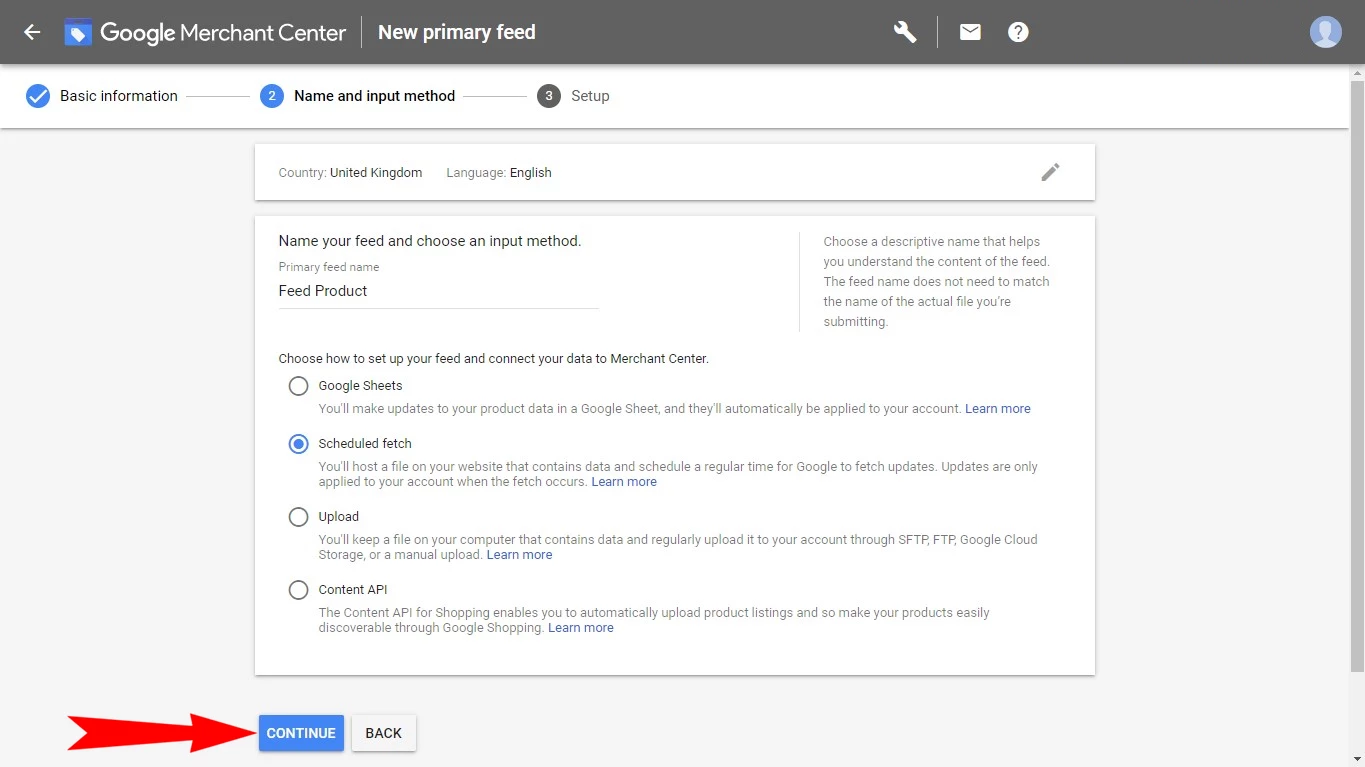 Google Merchant Center New primary feed
Basic information 2 Name and input method 3 Setup
Country: United Kingdom Language: English
Name your feed and choose an input method.
Primary feed name
Feed Product
Choose a descriptive name that helps
you understand the content of the feed.
The feed name does not need to match
the name of the actual file you're
submitting.
Choose how to set up your feed and connect your data to Merchant Center.
Google Sheets
You'll make updates to your product data in a Google Sheet, and they'll automatically be applied to your account. Learn more
Scheduled fetch
You'll host a file on your website that contains data and schedule a regular time for Google to fetch updates. Updates are only
applied to your account when the fetch occurs. Learn more
Upload
You'll keep a file on your computer that contains data and regularly upload it to your account through SFTP, FTP, Google Cloud
Storage, or a manual upload. Learn more
Content API
The Content API for Shopping enables you to automatically upload product listings and so make your products easily
discoverable through Google Shopping. Learn more
CONTINUE BACK